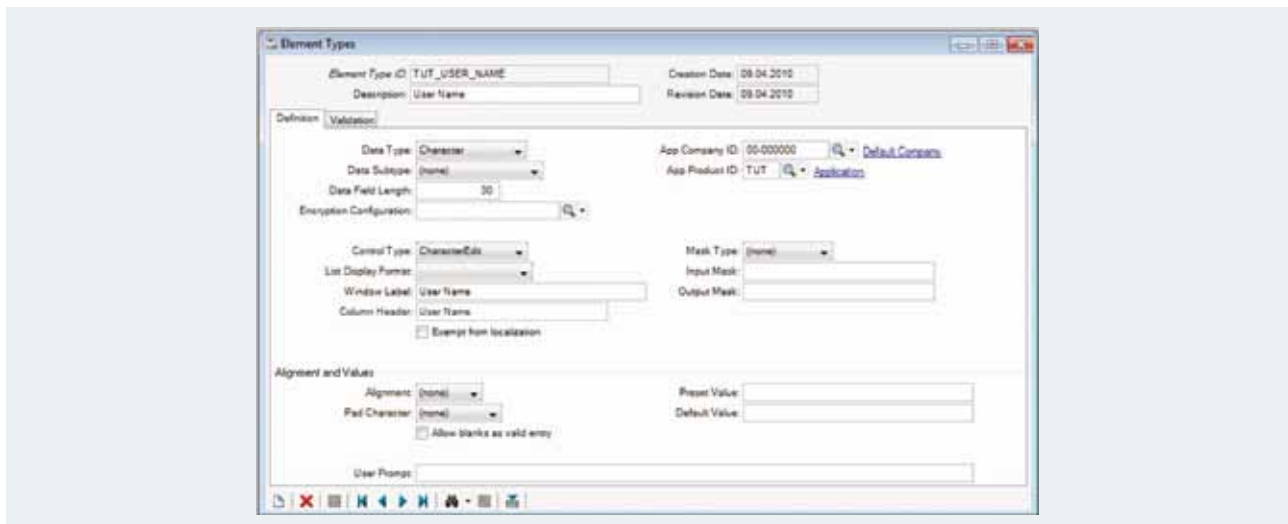 Element Types
Element Type ID: TUT_USER_NAME
Creation Date: 09.04.2010
Description: User Name
Revision Date: 09.04.2010
Definition Validation
Data Type: Character
App Company ID: 00-000000 Default Company
Data Subtype: (none)
App Product ID: TUT Application
Data Field Length: 30
Encryption Configuration:
Control Type: CharacterEdit
Mask Type: (none)
List Display Format:
Input Mask:
Window Label: User Name
Output Mask:
Column Header: User Name
Exempt from localization
Alignment and Values
Alignment: (none)
Preset Value:
Pad Character: (none)
Default Value:
Allow blanks as valid entry
User Prompt: